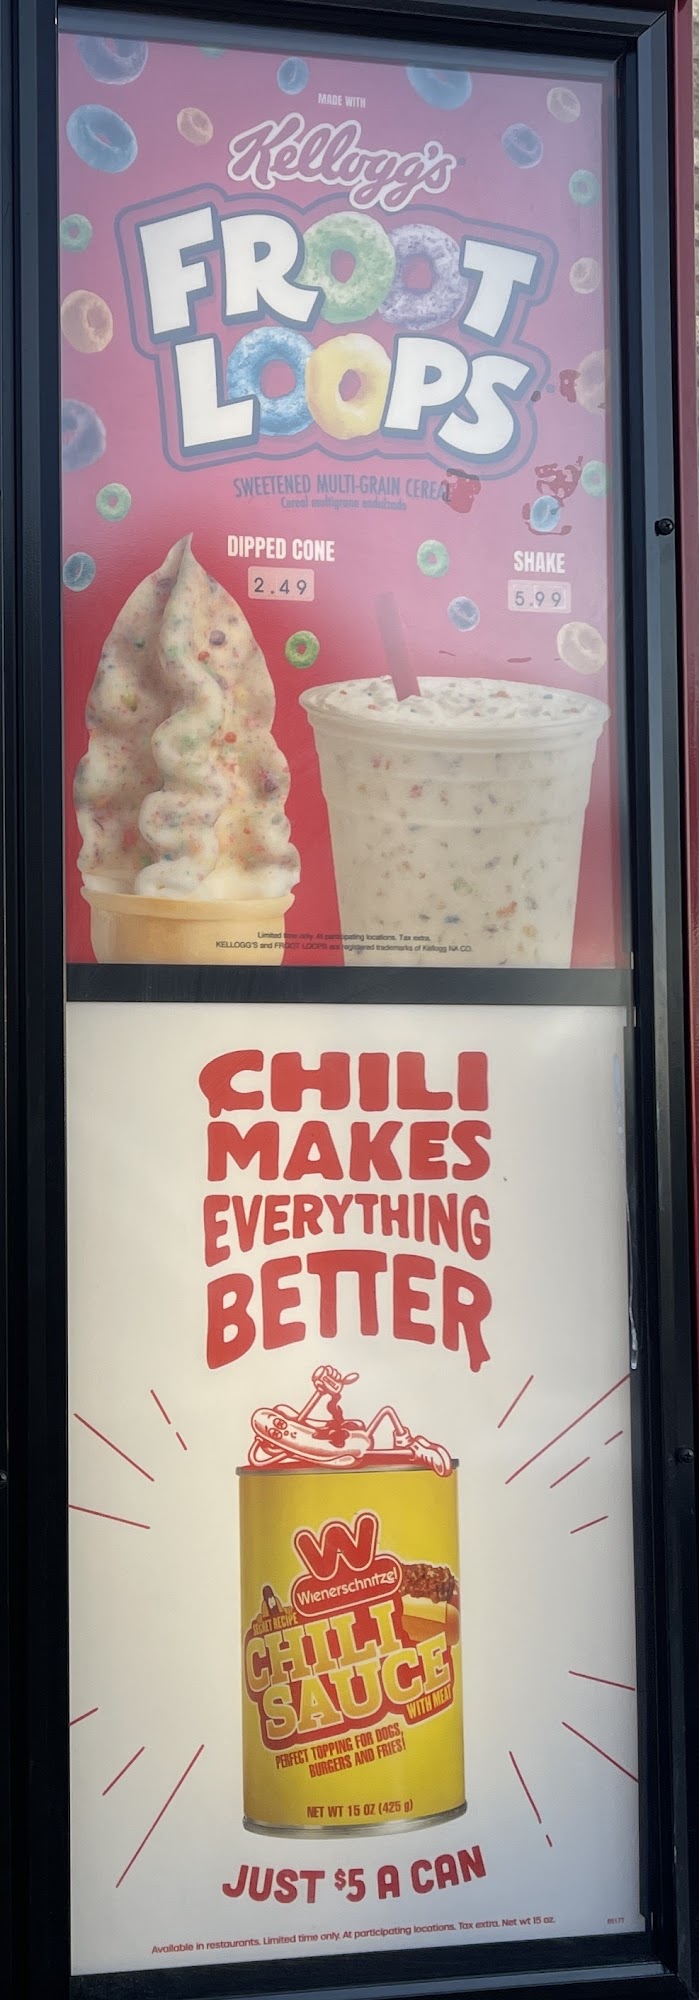 MADE WITH
Kellogg's
FROOT
LOOPS
SWEETENED MULTI-GRAIN CEREAL
Cereal multigrano endulzado
DIPPED CONE
2.49
SHAKE
5.99
Limited time only. At participating locations. Tax extra.
KELLOGG'S and FROOT LOOPS are registered trademarks of Kellogg NA CO.
CHILI
MAKES
EVERYTHING
BETTER
W
Wienerschnitzel
SECRET RECIPE
CHILI
SAUCE
WITH MEAT
PERFECT TOPPING FOR DOGS,
BURGERS AND FRIES!
NET WT 15 OZ (425 g)
JUST $5 A CAN
Available in restaurants. Limited time only. At participating locations. Tax extra. Net wt 15 oz.